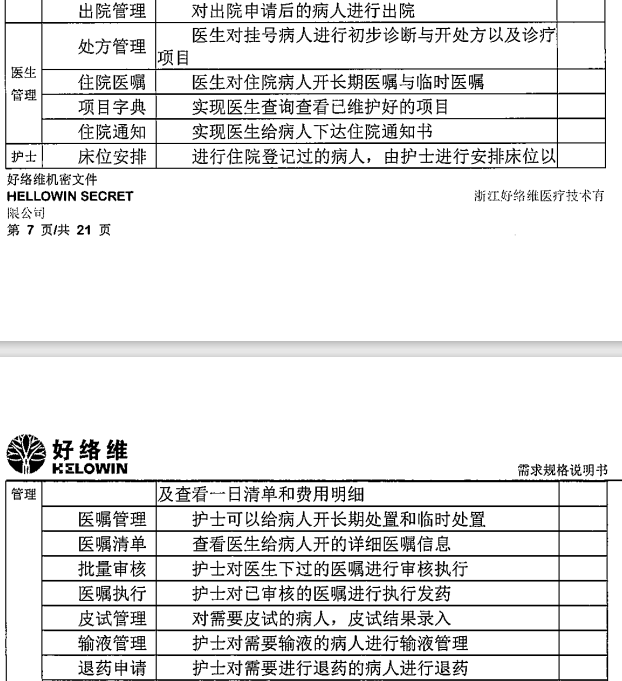 出院管理 对出院申请后的病人进行出院
处方管理 医生对挂号病人进行初步诊断与开处方以及诊疗
项目
医生
管理
住院医嘱 医生对住院病人开长期医嘱与临时医嘱
项目字典 实现医生查询查看已维护好的项目
住院通知 实现医生给病人下达住院通知书
护士 床位安排 进行住院登记过的病人，由护士进行安排床位以
好络维机密文件
HELLOWIN SECRET 浙江好络维医疗技术有
限公司
第 7 页/共 21 页
好络维
HELOWIN
需求规格说明书
管理 及查看一日清单和费用明细
医嘱管理 护士可以给病人开长期处置和临时处置
医嘱清单 查看医生给病人开的详细医嘱信息
批量审核 护士对医生下过的医嘱进行审核执行
医嘱执行 护士对已审核的医嘱进行执行发药
皮试管理 对需要皮试的病人，皮试结果录入
输液管理 护士对需要输液的病人进行输液管理
退药申请 护士对需要进行退药的病人进行退药